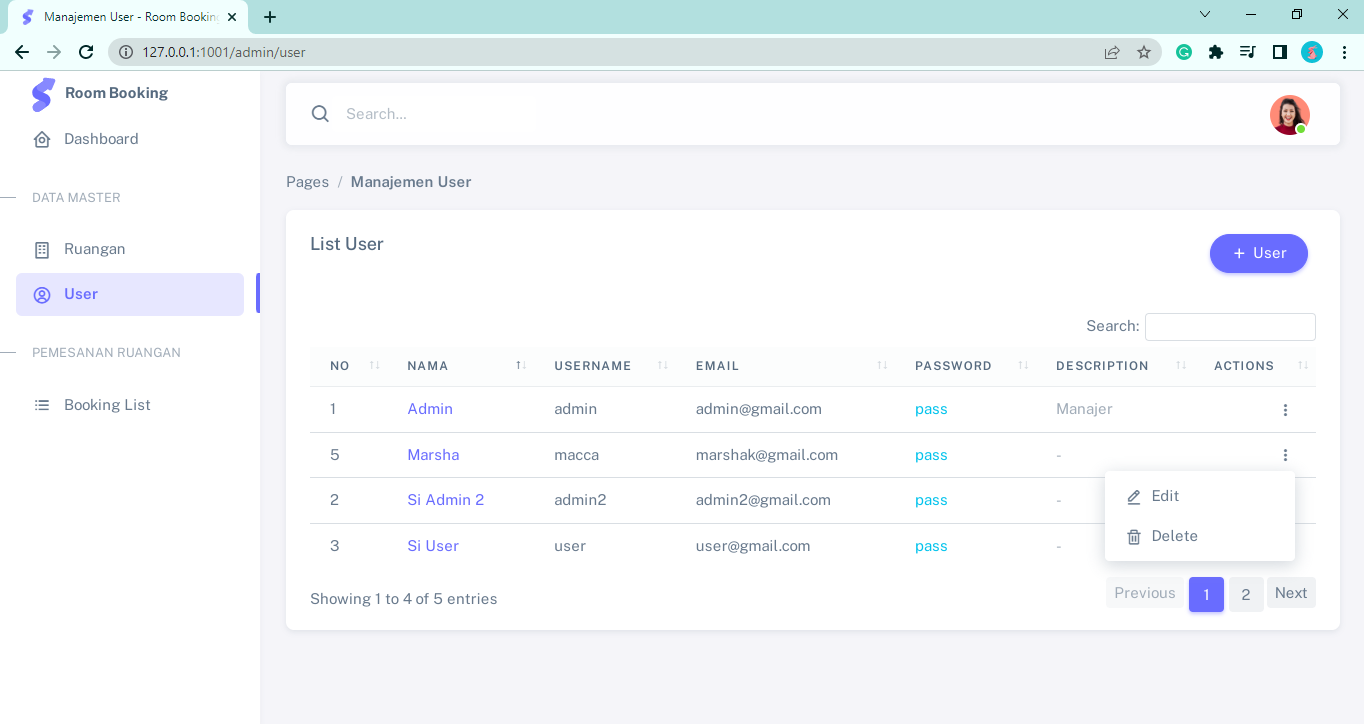 Manajemen User - Room Bookin
127.0.0.1:1001/admin/user
Room Booking
Dashboard
DATA MASTER
Ruangan
User
PEMESANAN RUANGAN
Booking List
Search...
Pages / Manajemen User
List User
+ User
Search:
NO NAMA USERNAME EMAIL PASSWORD DESCRIPTION ACTIONS
1 Admin admin admin@gmail.com pass Manajer
5 Marsha macca marshak@gmail.com pass -
2 Si Admin 2 admin2 admin2@gmail.com pass -
3 Si User user user@gmail.com pass -
Edit
Delete
Showing 1 to 4 of 5 entries
Previous 1 2 Next